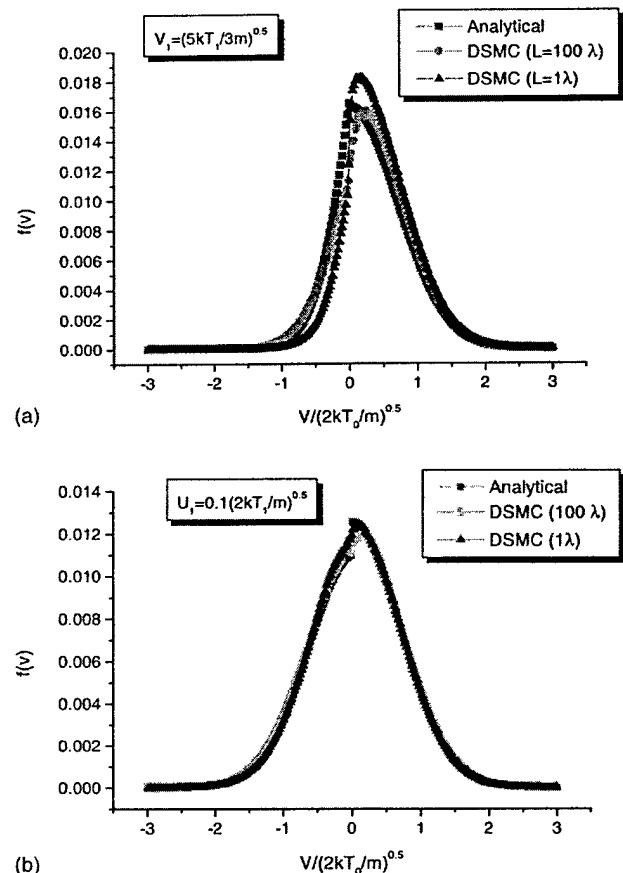 V₁=(5kT₁/3m)^0.5
Analytical
DSMC (L=100 λ)
DSMC (L=1λ)
f(v)
0.020
0.018
0.016
0.014
0.012
0.010
0.008
0.006
0.004
0.002
0.000
-3 -2 -1 0 1 2 3
(a)
V/(2kT₀/m)^0.5
U₁=0.1(2kT₁/m)^0.5
Analytical
DSMC (100 λ)
DSMC (1λ)
f(v)
0.014
0.012
0.010
0.008
0.006
0.004
0.002
0.000
-3 -2 -1 0 1 2 3
(b)
V/(2kT₀/m)^0.5